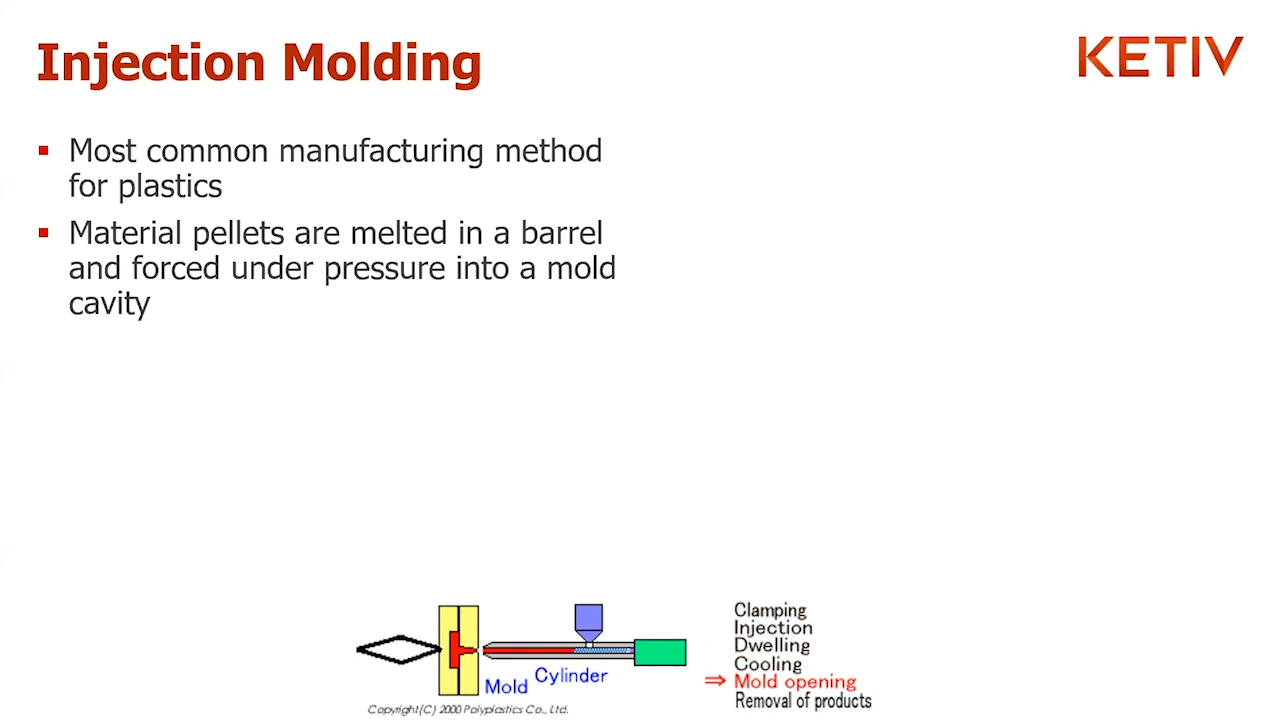 Injection Molding
KETIV
Most common manufacturing method
for plastics
Material pellets are melted in a barrel
and forced under pressure into a mold
cavity
Mold
Cylinder
Copyright(C) 2000 Polyplastics Co., Ltd.
Clamping
Injection
Dwelling
Cooling
⇒ Mold opening
Removal of products